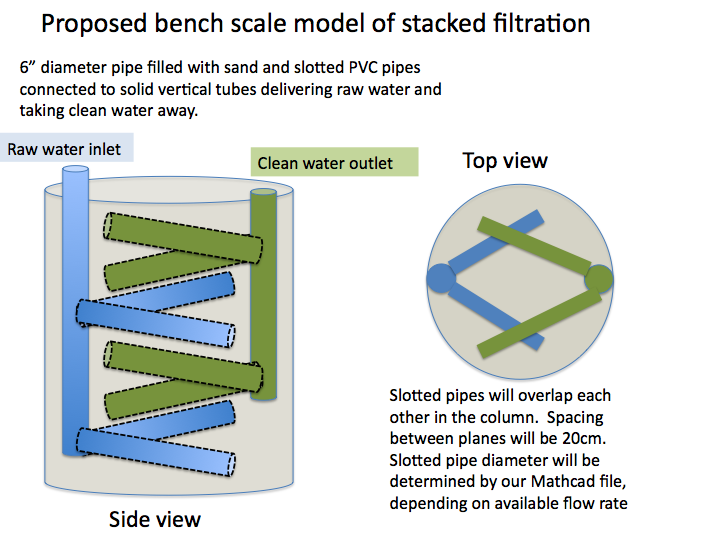 Proposed bench scale model of stacked filtration
6” diameter pipe filled with sand and slotted PVC pipes
connected to solid vertical tubes delivering raw water and
taking clean water away.
Raw water inlet
Clean water outlet
Top view
Slotted pipes will overlap each
other in the column.  Spacing
between planes will be 20cm.
Slotted pipe diameter will be
determined by our Mathcad file,
depending on available flow rate
Side view